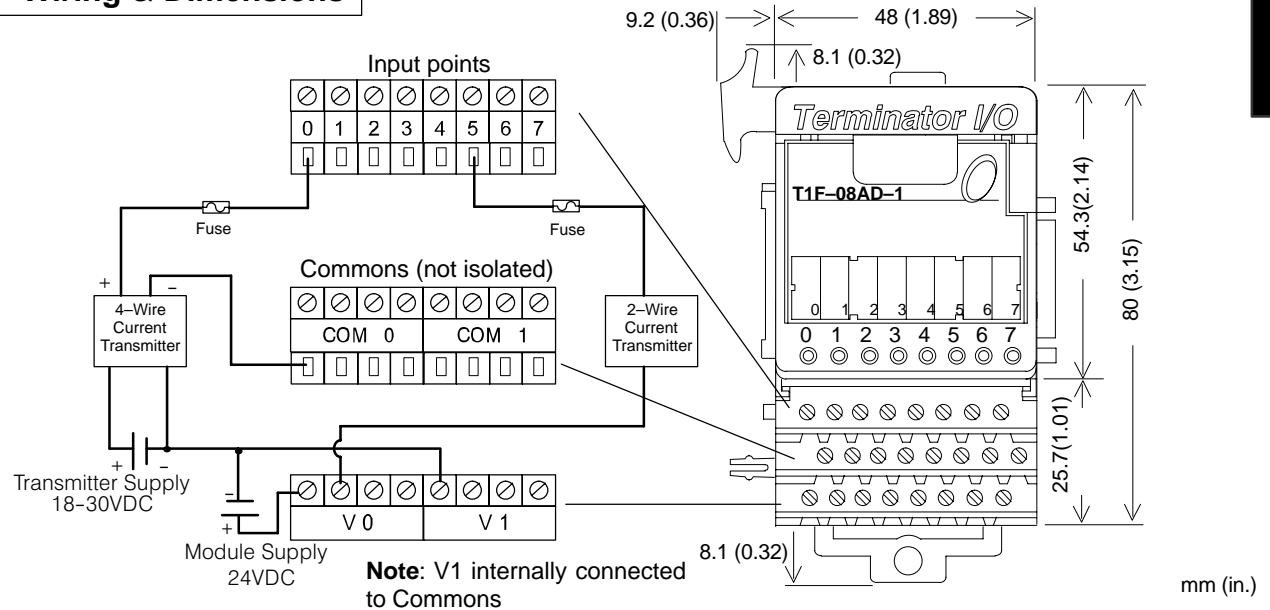 Wiring & Dimensions
9.2 (0.36)
48 (1.89)
8.1 (0.32)
Input points
0 1 2 3 4 5 6 7
Fuse
Fuse
Terminator I/O
T1F–08AD–1
54.3(2.14)
80 (3.15)
Commons (not isolated)
COM 0 COM 1
+ –
4–Wire
Current
Transmitter
2–Wire
Current
Transmitter
0 1 2 3 4 5 6 7
0 1 2 3 4 5 6 7
25.7(1.01)
+ –
Transmitter Supply
18-30VDC
–
+
Module Supply
24VDC
V 0 V 1
Note: V1 internally connected
to Commons
8.1 (0.32)
mm (in.)